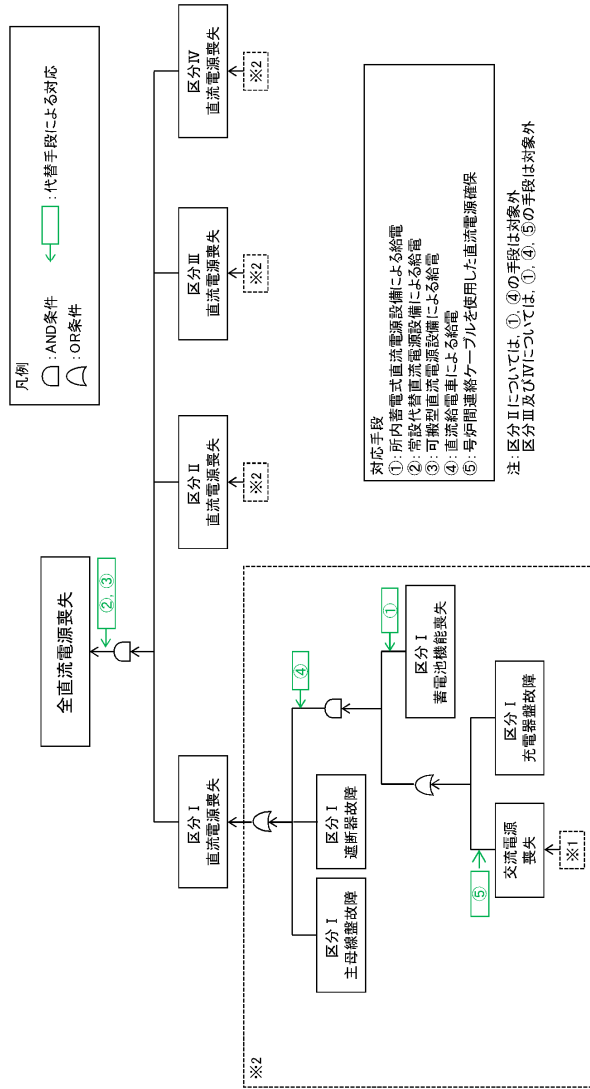 凡例
:AND条件
:OR条件
:代替手段による対応
全直流電源喪失
②, ③
区分Ⅰ
直流電源喪失
区分Ⅱ
直流電源喪失
区分Ⅲ
直流電源喪失
区分Ⅳ
直流電源喪失
※2
※2
※2
※2
区分Ⅰ
主母線盤故障
区分Ⅰ
遮断器故障
④
①
区分Ⅰ
蓄電池機能喪失
⑤
交流電源
喪失
区分Ⅰ
充電器盤故障
※1
対応手段
①:所内蓄電式直流電源設備による給電
②:常設代替直流電源設備による給電
③:可搬型直流電源設備による給電
④:直流給電車による給電
⑤:号炉間連絡ケーブルを使用した直流電源確保
注:区分Ⅱについては, ①, ④の手段は対象外
区分Ⅲ及びⅣについては, ①, ④, ⑤の手段は対象外